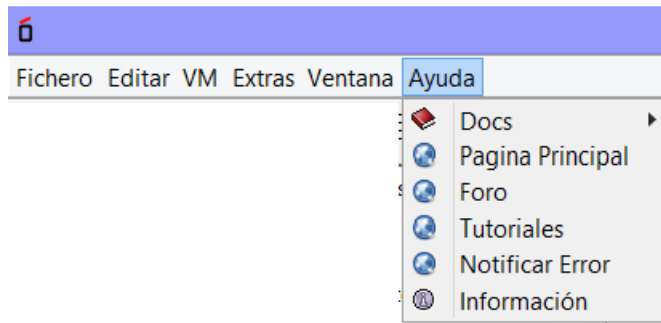 ó
Fichero Editar VM Extras Ventana Ayuda
Docs
Pagina Principal
Foro
Tutoriales
Notificar Error
Información